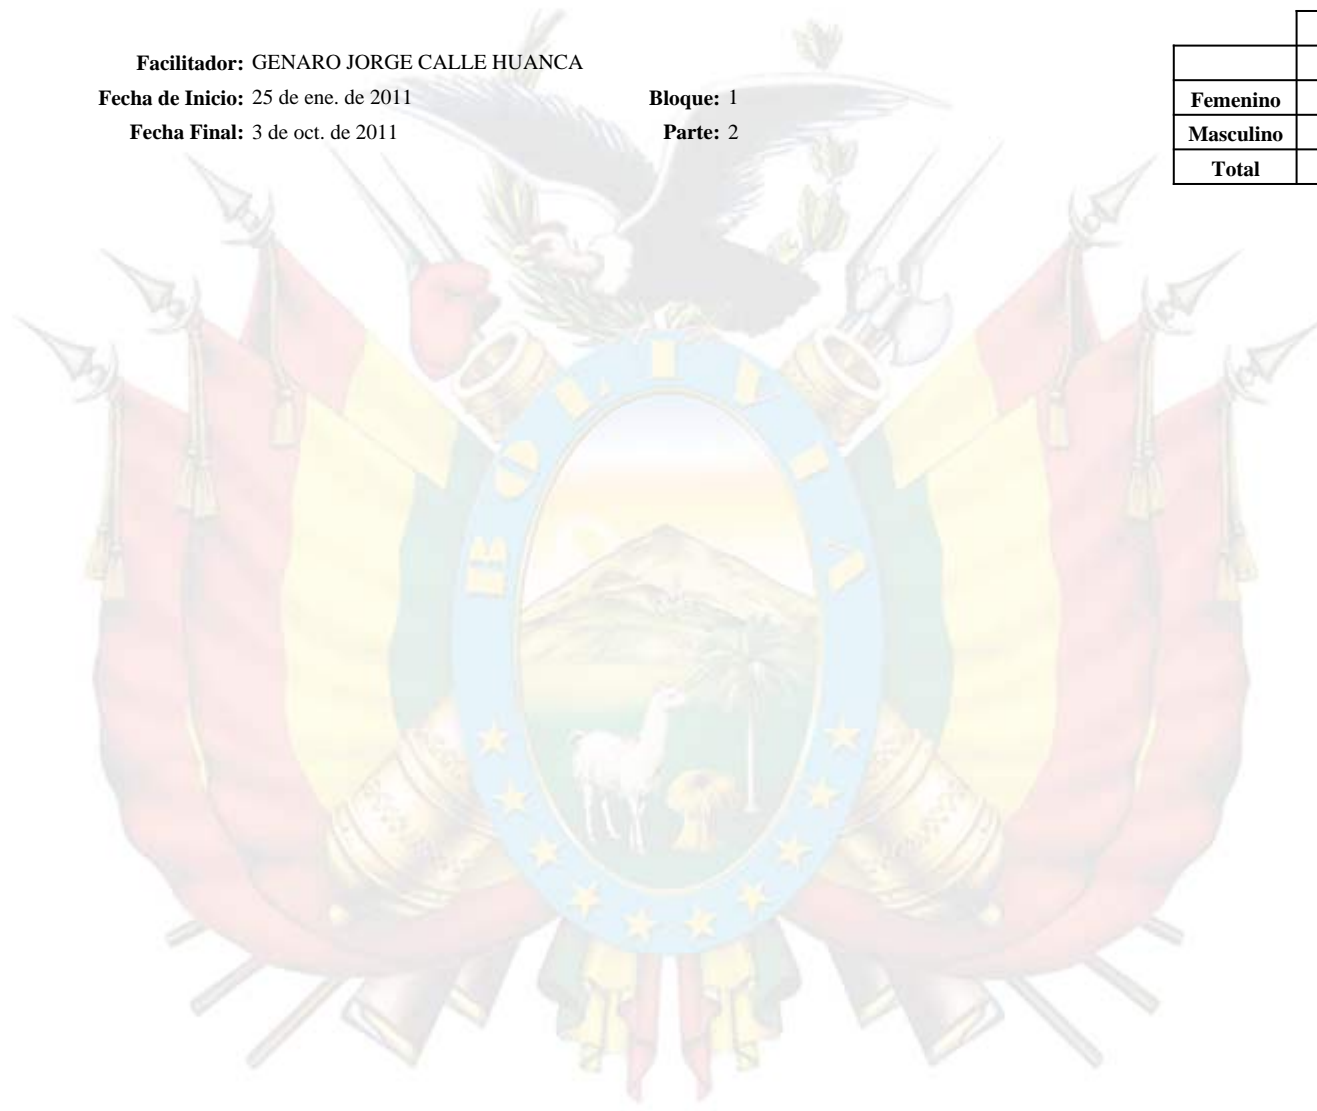 Facilitador: GENARO JORGE CALLE HUANCA
Fecha de Inicio: 25 de ene. de 2011 Bloque: 1
Fecha Final: 3 de oct. de 2011 Parte: 2
Femenino
Masculino
Total
BOLIVIA